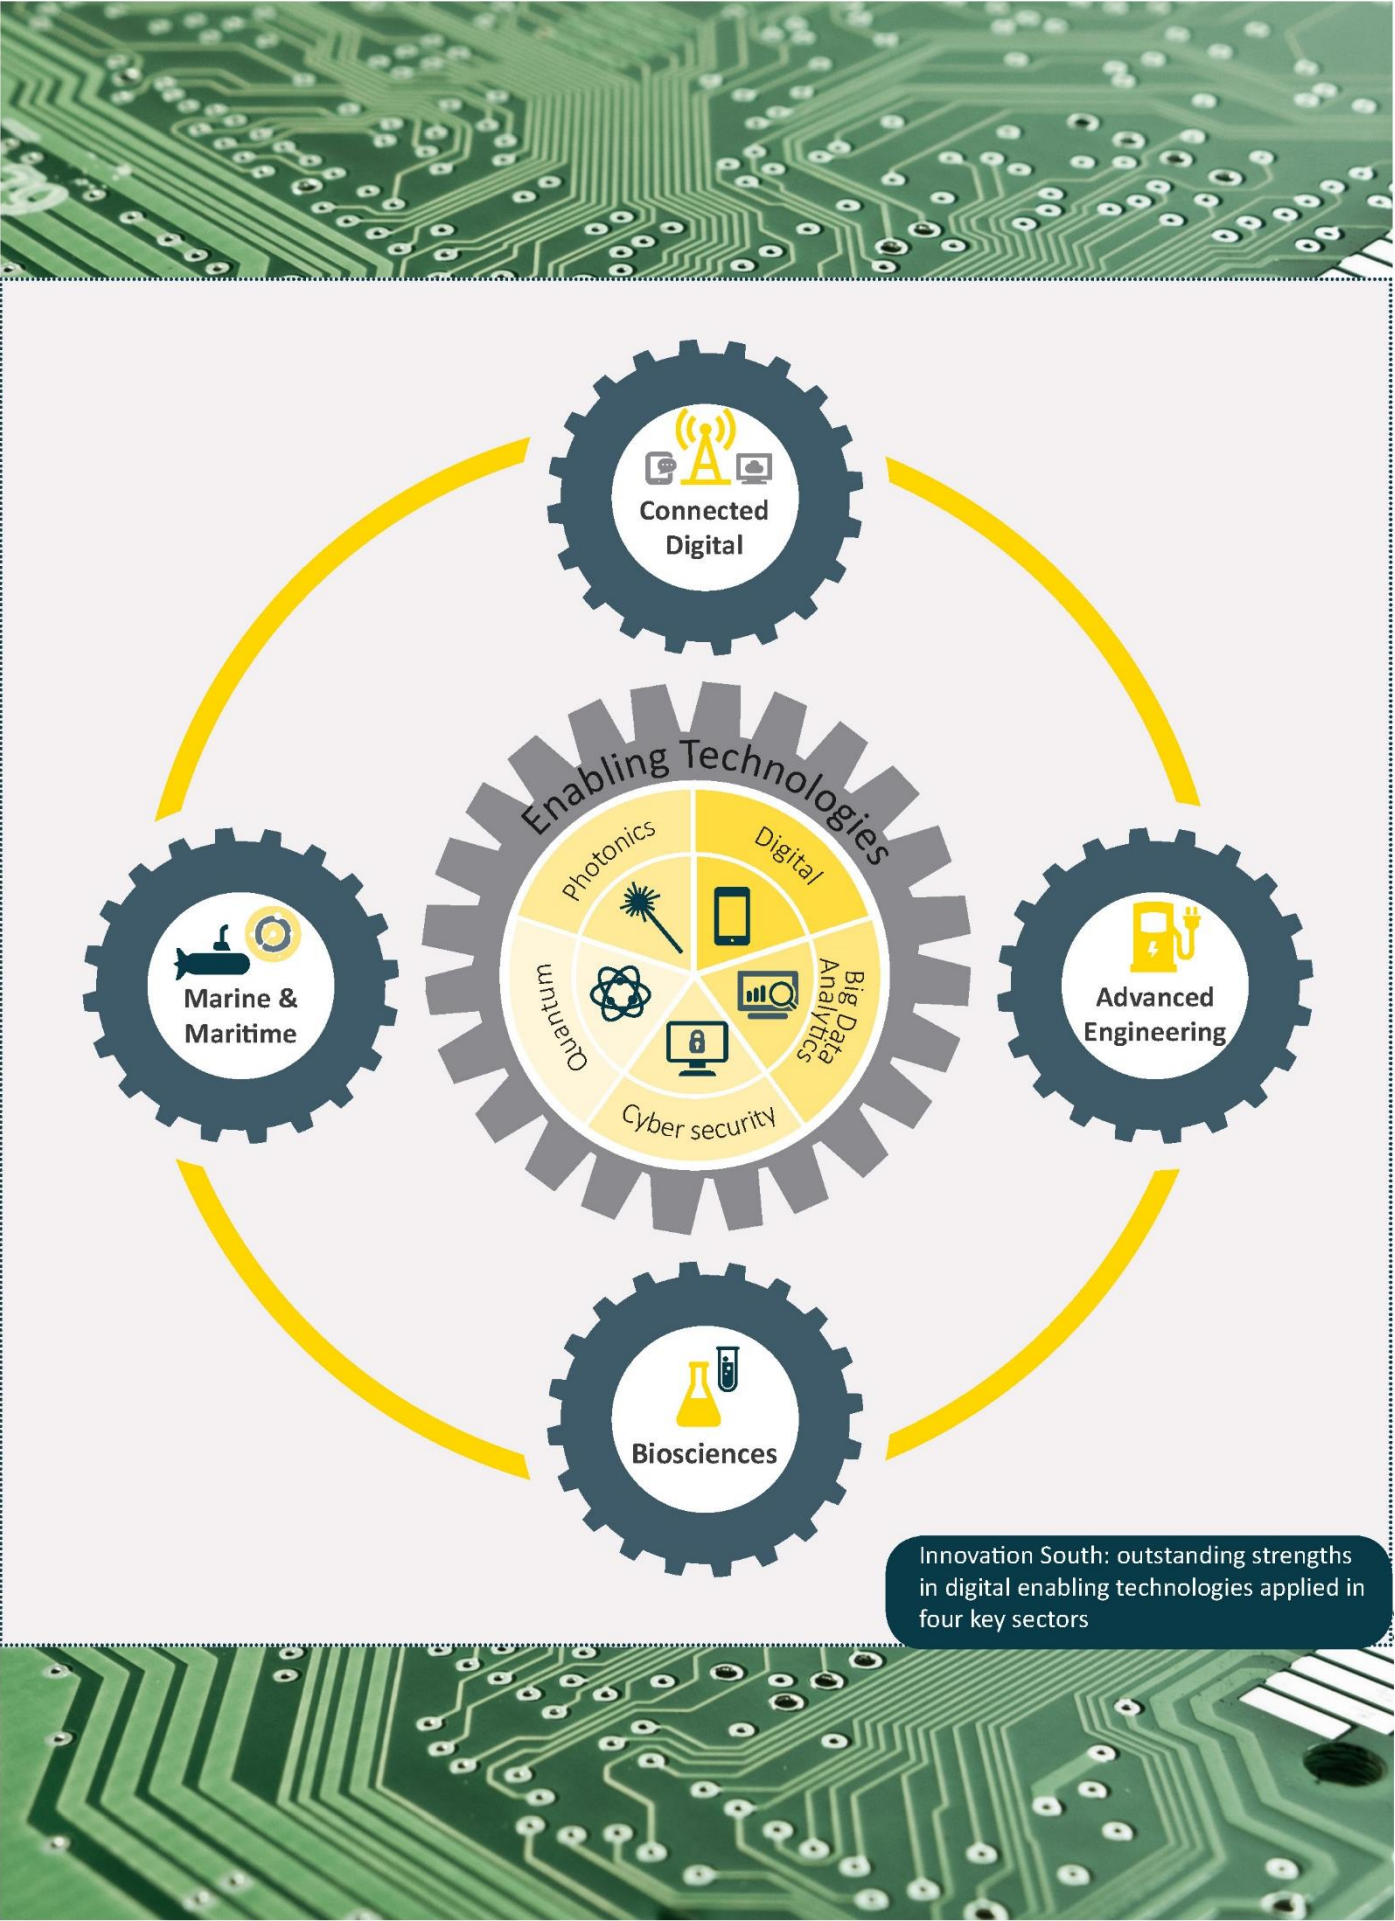 Connected
Digital
Enabling Technologies
Photonics
Digital
Quantum
Big Data
Analytics
Cyber security
Marine &
Maritime
Advanced
Engineering
Biosciences
Innovation South: outstanding strengths
in digital enabling technologies applied in
four key sectors